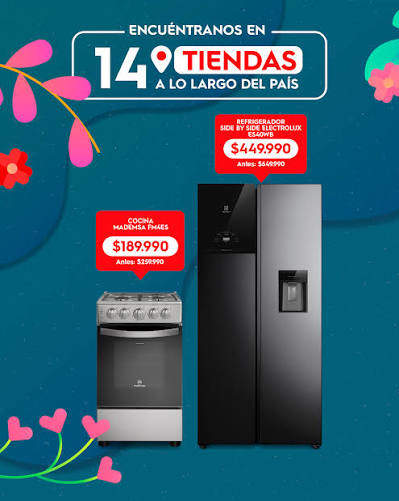 ENCUÉNTRANOS EN
14 TIENDAS
A LO LARGO DEL PAÍS
REFRIGERADOR
SIDE BY SIDE ELECTROLUX
ES40WB
$449.990
Antes: $649.990
COCINA
MADEMSA FM4ES
$189.990
Antes: $259.990